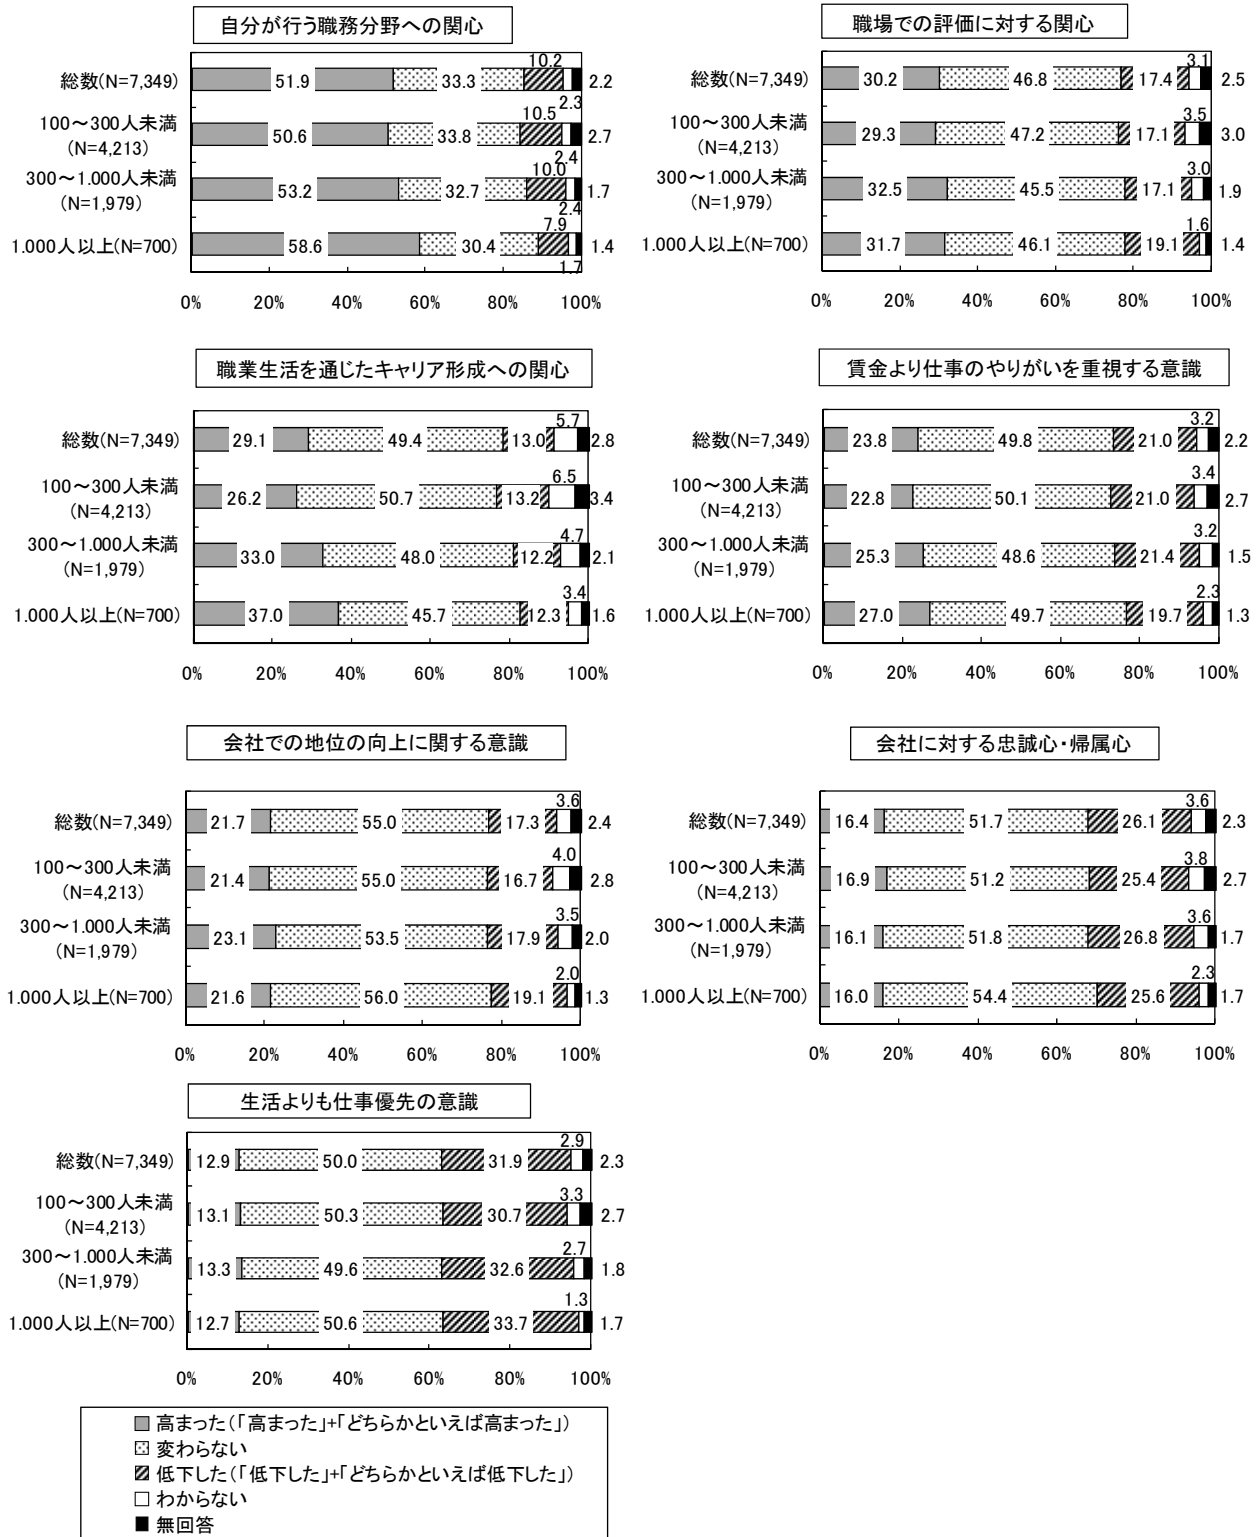 自分が行う職務分野への関心
10.2
総数(N=7,349) 51.9 33.3 2.2
2.3
10.5
100～300人未満 50.6 33.8 2.7
(N=4,213)
2.4
10.0
300～1.000人未満 53.2 32.7 1.7
(N=1,979)
2.4
7.9
1.000人以上(N=700) 58.6 30.4 1.4
1.7
0% 20% 40% 60% 80% 100%
職場での評価に対する関心
3.1
総数(N=7,349) 30.2 46.8 17.4 2.5
3.5
100～300人未満 29.3 47.2 17.1 3.0
(N=4,213)
3.0
300～1.000人未満 32.5 45.5 17.1 1.9
(N=1,979)
1.6
1.000人以上(N=700) 31.7 46.1 19.1 1.4
0% 20% 40% 60% 80% 100%
職業生活を通じたキャリア形成への関心
5.7
総数(N=7,349) 29.1 49.4 13.0 2.8
6.5
100～300人未満 26.2 50.7 13.2 3.4
(N=4,213)
4.7
300～1.000人未満 33.0 48.0 12.2 2.1
(N=1,979)
3.4
1.000人以上(N=700) 37.0 45.7 12.3 1.6
0% 20% 40% 60% 80% 100%
賃金より仕事のやりがいを重視する意識
3.2
総数(N=7,349) 23.8 49.8 21.0 2.2
3.4
100～300人未満 22.8 50.1 21.0 2.7
(N=4,213)
3.2
300～1.000人未満 25.3 48.6 21.4 1.5
(N=1,979)
2.3
1.000人以上(N=700) 27.0 49.7 19.7 1.3
0% 20% 40% 60% 80% 100%
会社での地位の向上に関する意識
3.6
総数(N=7,349) 21.7 55.0 17.3 2.4
4.0
100～300人未満 21.4 55.0 16.7 2.8
(N=4,213)
3.5
300～1.000人未満 23.1 53.5 17.9 2.0
(N=1,979)
2.0
1.000人以上(N=700) 21.6 56.0 19.1 1.3
0% 20% 40% 60% 80% 100%
会社に対する忠誠心・帰属心
3.6
総数(N=7,349) 16.4 51.7 26.1 2.3
3.8
100～300人未満 16.9 51.2 25.4 2.7
(N=4,213)
3.6
300～1.000人未満 16.1 51.8 26.8 1.7
(N=1,979)
2.3
1.000人以上(N=700) 16.0 54.4 25.6 1.7
0% 20% 40% 60% 80% 100%
生活よりも仕事優先の意識
2.9
総数(N=7,349) 12.9 50.0 31.9 2.3
3.3
100～300人未満 13.1 50.3 30.7 2.7
(N=4,213)
2.7
300～1.000人未満 13.3 49.6 32.6 1.8
(N=1,979)
1.3
1.000人以上(N=700) 12.7 50.6 33.7 1.7
0% 20% 40% 60% 80% 100%
高まった(「高まった」+「どちらかといえば高まった」)
変わらない
低下した(「低下した」+「どちらかといえば低下した」)
わからない
無回答